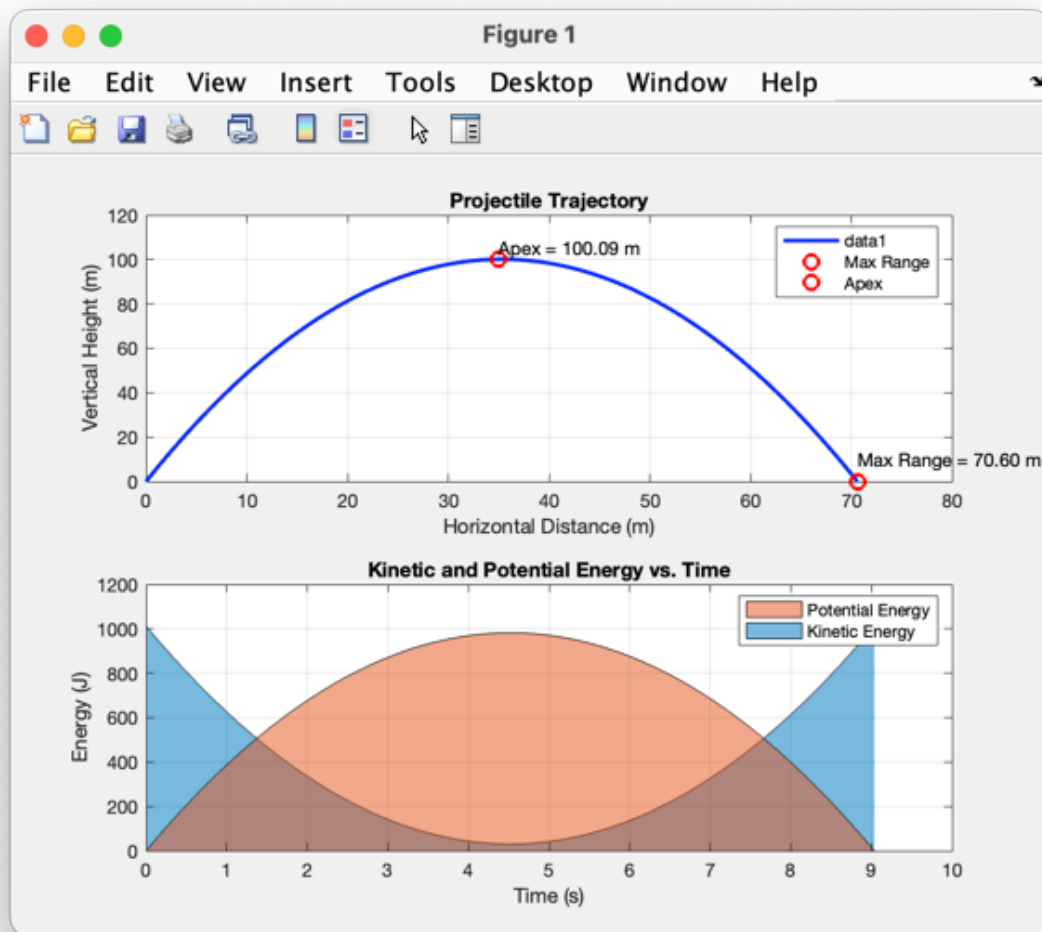 Figure 1
File Edit View Insert Tools Desktop Window Help
Projectile Trajectory
120
100
80
60
40
20
0
Vertical Height (m)
Apex = 100.09 m
data1
Max Range
Apex
Max Range = 70.60 m
0 10 20 30 40 50 60 70 80
Horizontal Distance (m)
Kinetic and Potential Energy vs. Time
1200
1000
800
600
400
200
0
Energy (J)
Potential Energy
Kinetic Energy
0 1 2 3 4 5 6 7 8 9 10
Time (s)